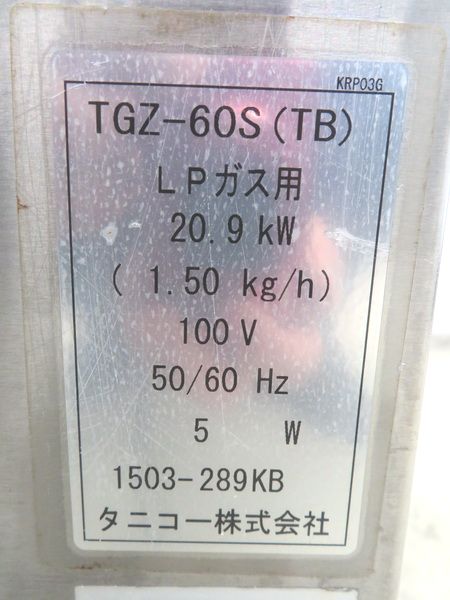 KRP03G
TGZ-60S(TB)
LPガス用
20.9 kW
( 1.50 kg/h)
100 V
50/60 Hz
5 W
1503-289KB
タニコー株式会社